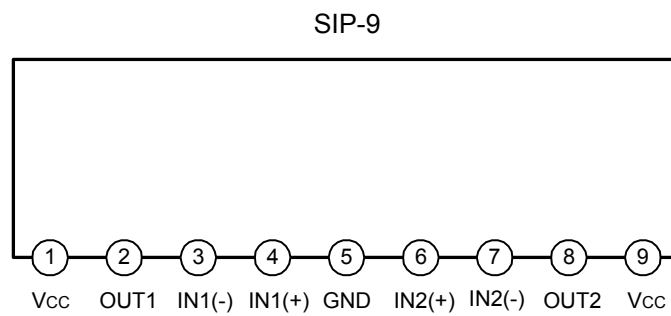 SIP-9
1 2 3 4 5 6 7 8 9
Vcc OUT1 IN1(-) IN1(+) GND IN2(+) IN2(-) OUT2 Vcc